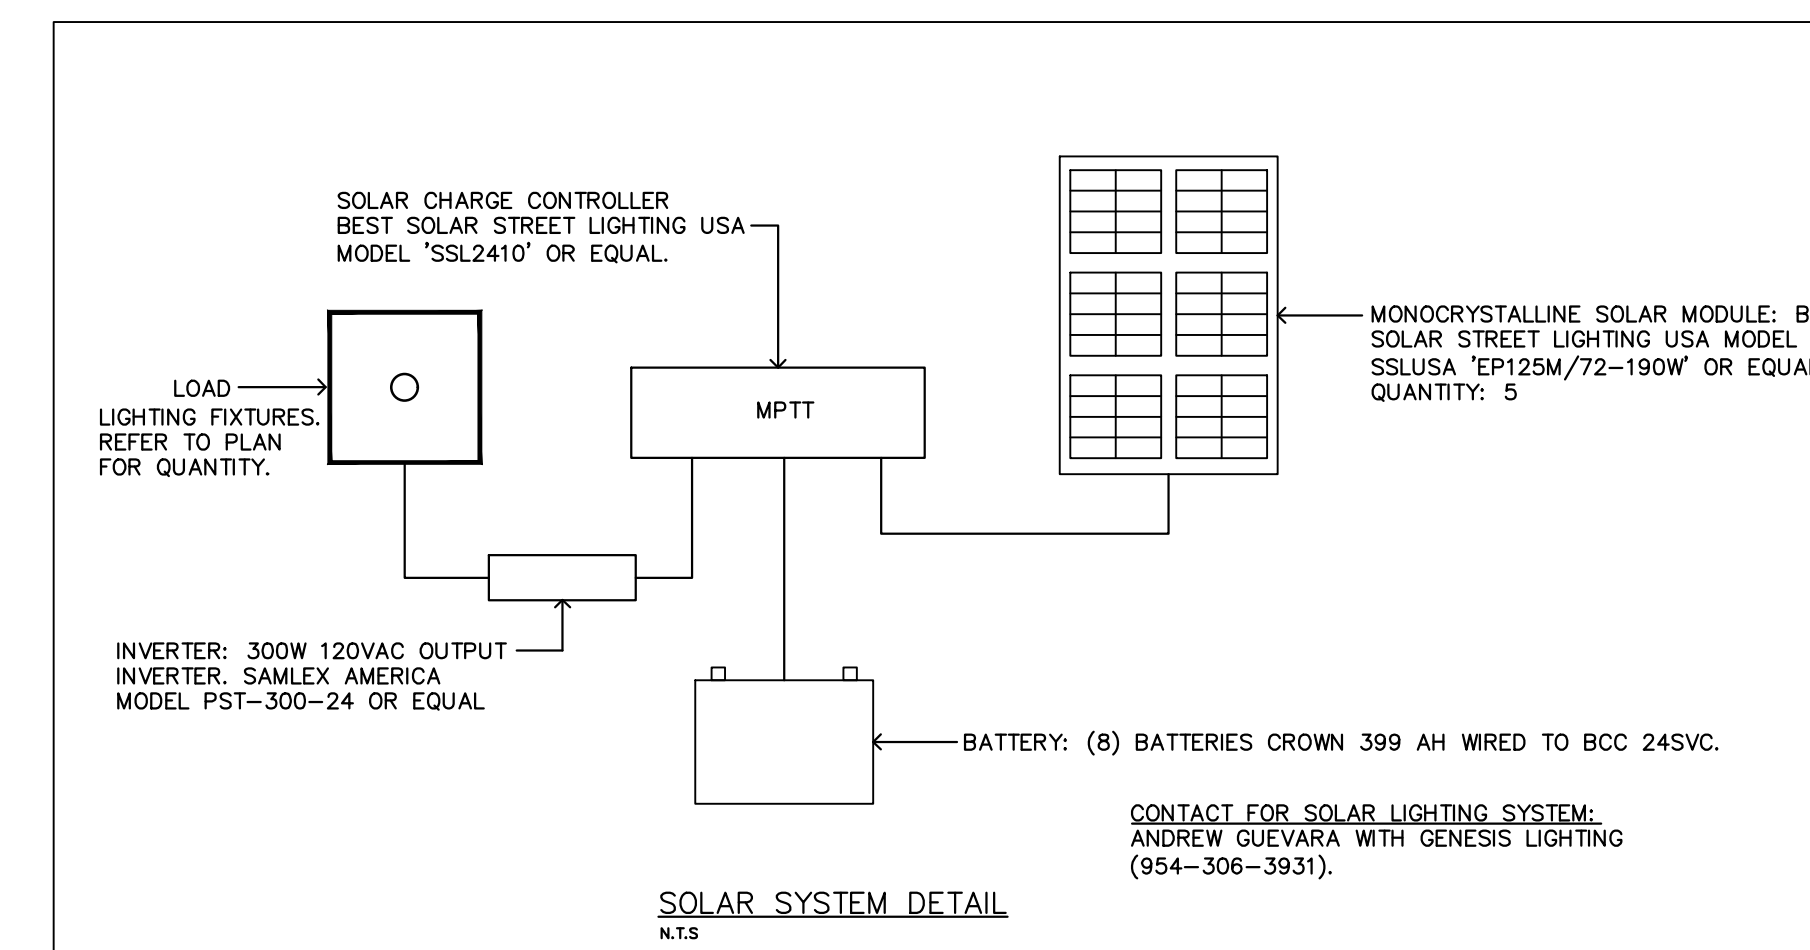 SOLAR CHARGE CONTROLLER
BEST SOLAR STREET LIGHTING USA
MODEL 'SSL2410' OR EQUAL.
MONOCRYSTALLINE SOLAR MODULE:
SOLAR STREET LIGHTING USA MODEL
SSLUSA 'EP125M/72-190W' OR
QUANTITY: 5
LOAD
LIGHTING FIXTURES.
REFER TO PLAN
FOR QUANTITY.
MPTT
INVERTER: 300W 120VAC OUTPUT
INVERTER. SAMLEX AMERICA
MODEL PST-300-24 OR EQUAL
BATTERY: (8) BATTERIES CROWN 399 AH WIRED TO BCC 24SVC.
CONTACT FOR SOLAR LIGHTING SYSTEM:
ANDREW GUEVARA WITH GENESIS LIGHTING
(954-306-3931).
SOLAR SYSTEM DETAIL
N.T.S